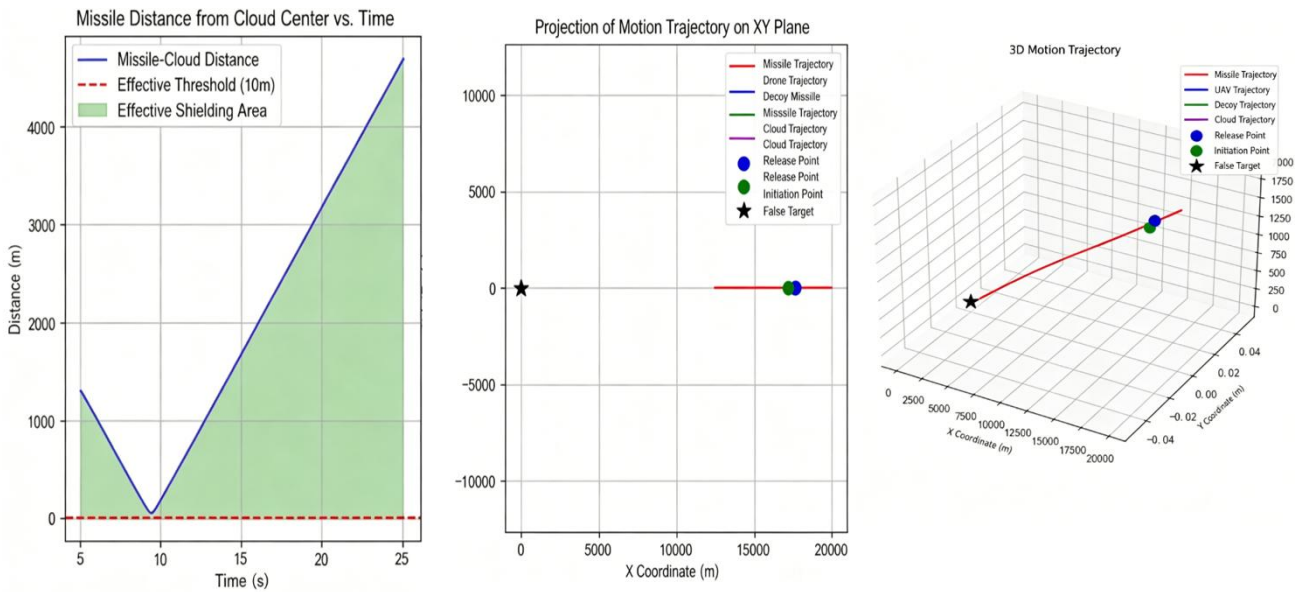 Missile Distance from Cloud Center vs. Time
Missile-Cloud Distance
Effective Threshold (10m)
Effective Shielding Area
Distance (m)
4000
3000
2000
1000
0
5
10
15
20
25
Time (s)
Projection of Motion Trajectory on XY Plane
Missile Trajectory
Drone Trajectory
Decoy Missile
Misssile Trajectory
Cloud Trajectory
Cloud Trajectory
Release Point
Release Point
Initiation Point
False Target
10000
5000
0
−5000
−10000
0
5000
10000
15000
20000
X Coordinate (m)
3D Motion Trajectory
Missile Trajectory
UAV Trajectory
Decoy Trajectory
Cloud Trajectory
Release Point
Initiation Point
False Target
1750
1500
1250
1000
750
500
250
0
0.04
0.02
0.00
−0.02
−0.04
Y Coordinate (m)
0
2500
5000
7500
10000
12500
15000
17500
20000
X Coordinate (m)